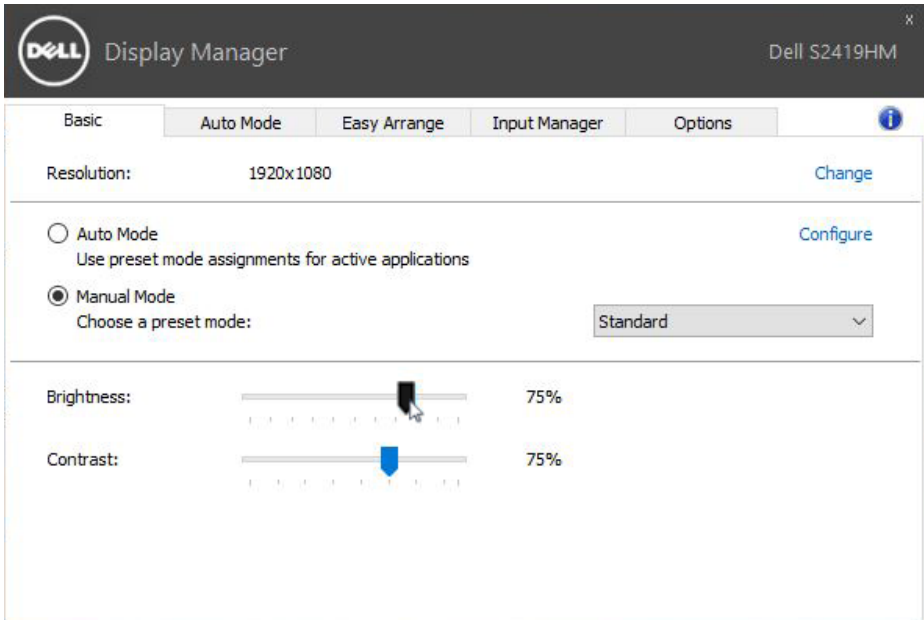 x
DELL Display Manager Dell S2419HM
Basic Auto Mode Easy Arrange Input Manager Options i
Resolution: 1920x1080 Change
Auto Mode Configure
Use preset mode assignments for active applications
Manual Mode
Choose a preset mode: Standard
Brightness: 75%
Contrast: 75%